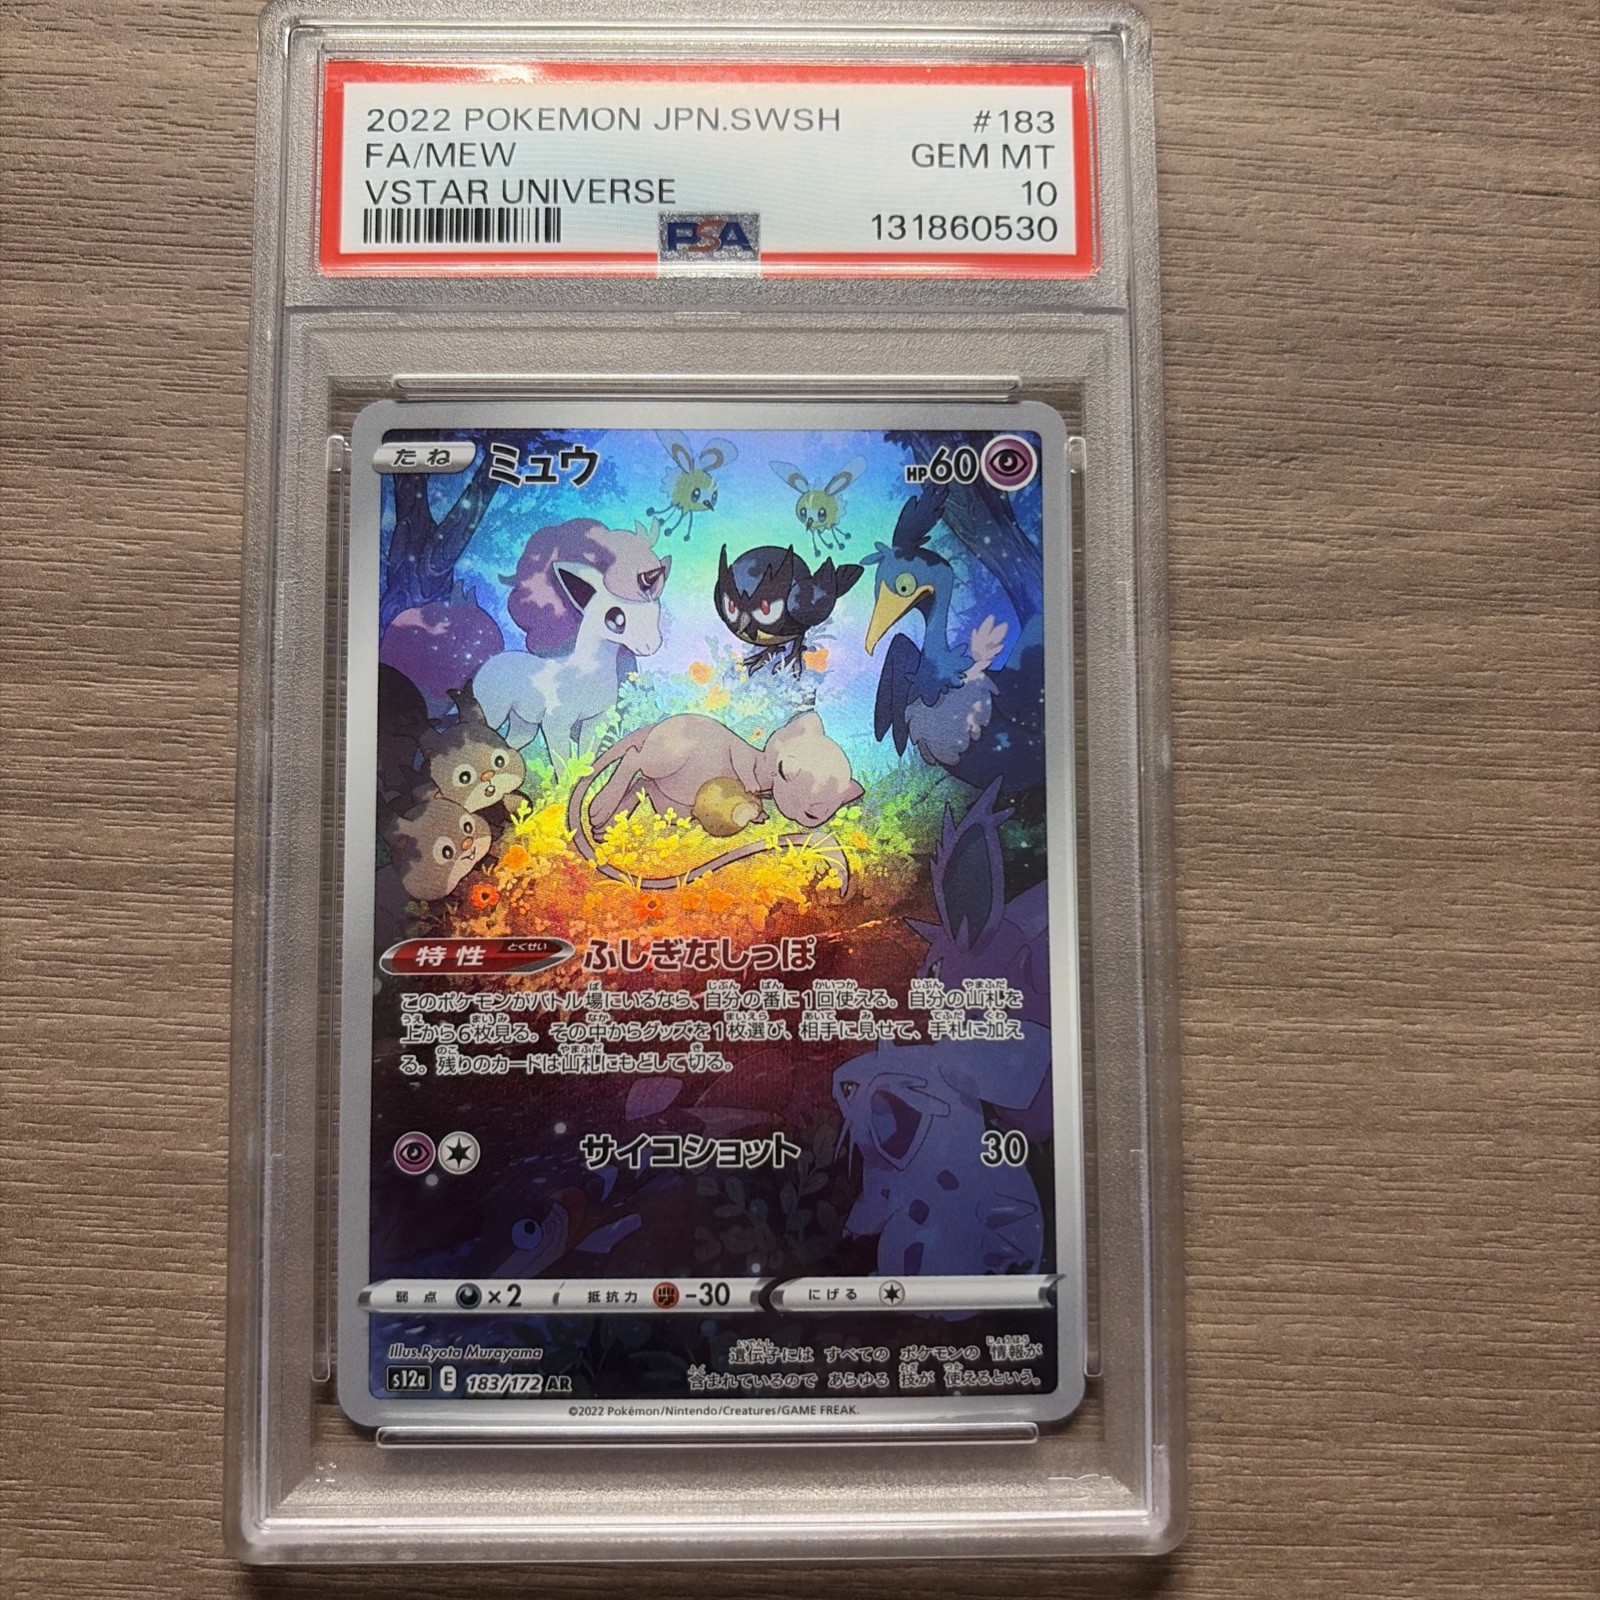 2022 POKEMON JPN.SWSH #183
FA/MEW GEM MT
VSTAR UNIVERSE 10
PSA 131860530
たね ミュウ HP60
特性 とくせい ふしぎなしっぽ
このポケモンがバトル場にいるなら、自分の番に1回使える。自分の山札を
上から6枚見る。その中からグッズを1枚選び、相手に見せて、手札に加え
る。残りのカードは山札にもどして切る。
サイコショット 30
弱点 ×2 抵抗力 -30 にげる
Illus.Ryota Murayama
遺伝子には すべての ポケモンの 情報が
含まれているので あらゆる 技が 使えるという。
s12a E 183/172 AR
©2022 Pokémon/Nintendo/Creatures/GAME FREAK.